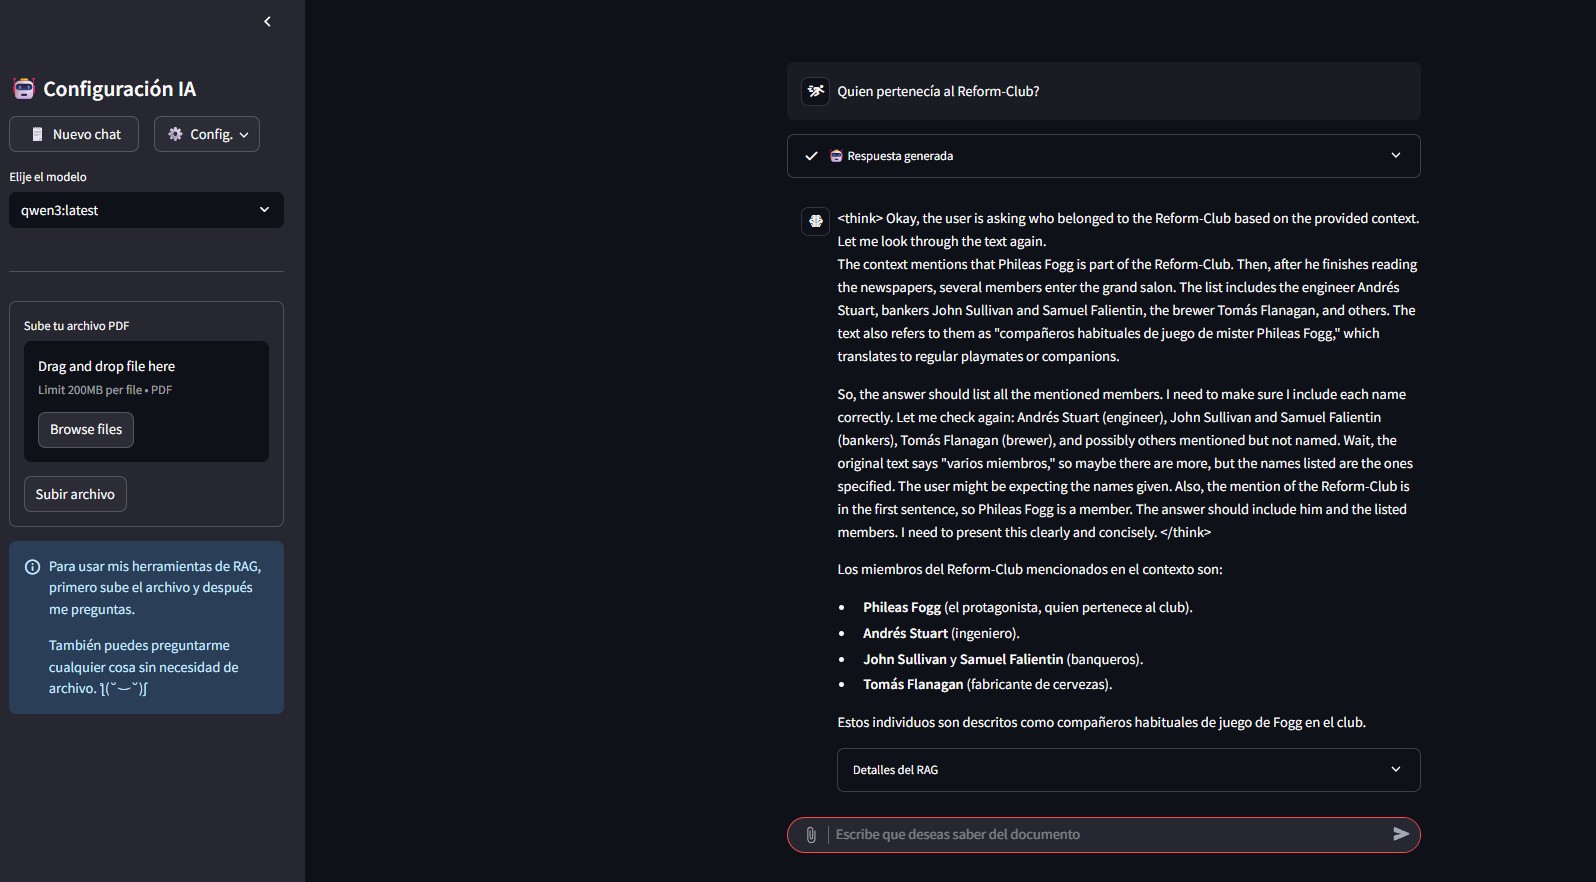 Configuración IA
Nuevo chat
Config.
Elije el modelo
qwen3:latest
Sube tu archivo PDF
Drag and drop file here
Limit 200MB per file • PDF
Browse files
Subir archivo
Para usar mis herramientas de RAG,
primero sube el archivo y después
me preguntas.
También puedes preguntarme
cualquier cosa sin necesidad de
archivo. ƪ(˘⌣˘)ʃ
Quien pertenecía al Reform-Club?
Respuesta generada
<think> Okay, the user is asking who belonged to the Reform-Club based on the provided context.
Let me look through the text again.
The context mentions that Phileas Fogg is part of the Reform-Club. Then, after he finishes reading
the newspapers, several members enter the grand salon. The list includes the engineer Andrés
Stuart, bankers John Sullivan and Samuel Falientin, the brewer Tomás Flanagan, and others. The
text also refers to them as "compañeros habituales de juego de mister Phileas Fogg," which
translates to regular playmates or companions.
So, the answer should list all the mentioned members. I need to make sure I include each name
correctly. Let me check again: Andrés Stuart (engineer), John Sullivan and Samuel Falientin
(bankers), Tomás Flanagan (brewer), and possibly others mentioned but not named. Wait, the
original text says "varios miembros," so maybe there are more, but the names listed are the ones
specified. The user might be expecting the names given. Also, the mention of the Reform-Club is
in the first sentence, so Phileas Fogg is a member. The answer should include him and the listed
members. I need to present this clearly and concisely. </think>
Los miembros del Reform-Club mencionados en el contexto son:
• Phileas Fogg (el protagonista, quien pertenece al club).
• Andrés Stuart (ingeniero).
• John Sullivan y Samuel Falientin (banqueros).
• Tomás Flanagan (fabricante de cervezas).
Estos individuos son descritos como compañeros habituales de juego de Fogg en el club.
Detalles del RAG
Escribe que deseas saber del documento